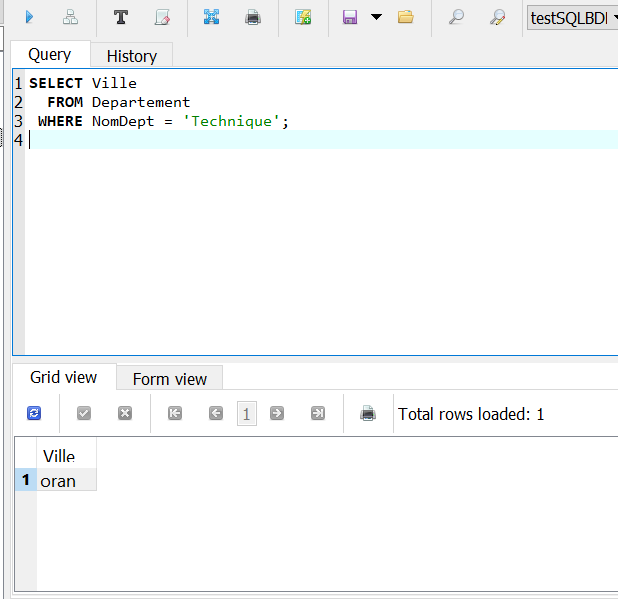 testSQLBD
Query
History
1 SELECT Ville
2 FROM Departement
3 WHERE NomDept = 'Technique';
4
Grid view
Form view
1
Total rows loaded: 1
Ville
1 oran